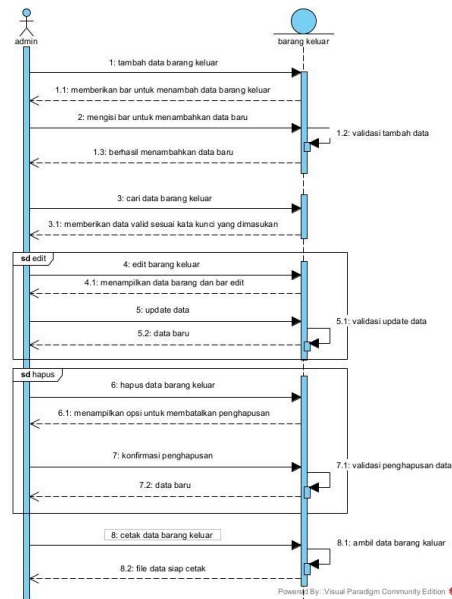 admin
barang keluar
1: tambah data barang keluar
1.1: memberikan bar untuk menambah data barang keluar
2: mengisi bar untuk menambahkan data baru
1.2: validasi tambah data
1.3: berhasil menambahkan data baru
3: cari data barang keluar
3.1: memberikan data valid sesuai kata kunci yang dimasukan
sd edit
4: edit barang keluar
4.1: menampilkan data barang dan bar edit
5: update data
5.1: validasi update data
5.2: data baru
sd hapus
6: hapus data barang keluar
6.1: menampilkan opsi untuk membatalkan penghapusan
7: konfirmasi penghapusan
7.1: validasi penghapusan data
7.2: data baru
8: cetak data barang keluar
8.1: ambil data barang kaluar
8.2: file data siap cetak
Powered By Visual Paradigm Community Edition